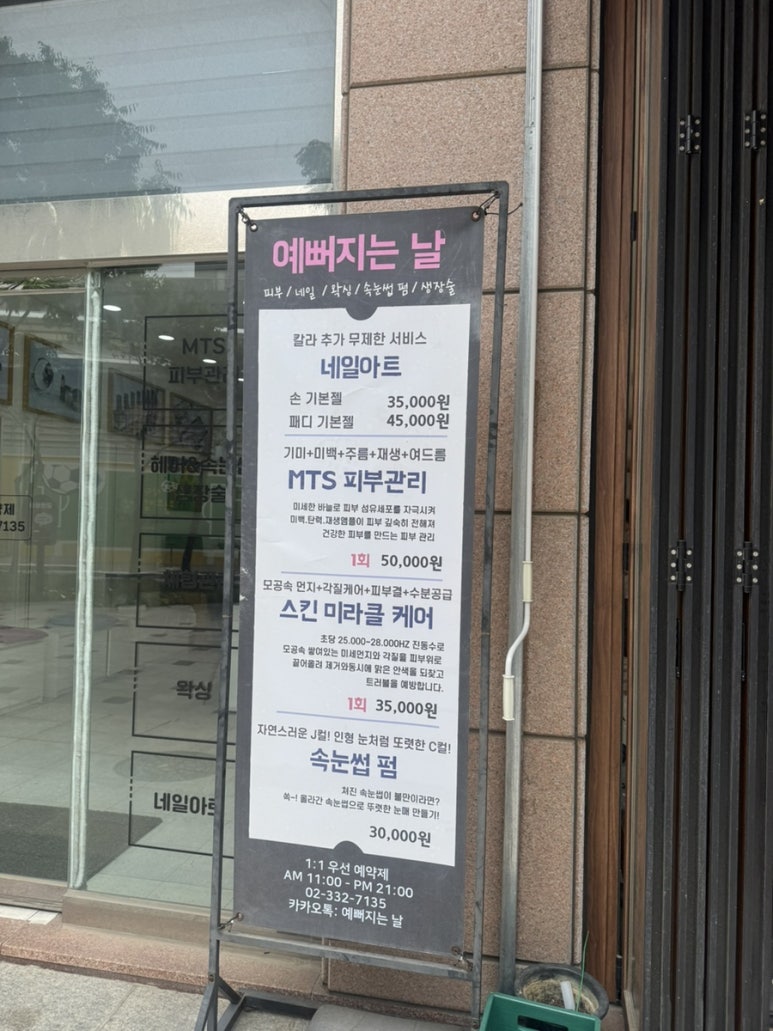 예뻐지는 날
피부 / 네일 / 왁싱 / 속눈썹 펌 / 생장술
칼라 추가 무제한 서비스
네일아트
손 기본젤 35,000원
패디 기본젤 45,000원
기미+미백+주름+재생+여드름
MTS 피부관리
미세한 바늘로 피부 섬유세포를 자극시켜
미백.탄력.재생앰플이 피부 깊숙히 전해져
건강한 피부를 만드는 피부 관리
1회 50,000원
모공속 먼지+각질케어+피부결+수분공급
스킨 미라클 케어
초당 25.000~28.000HZ 진동수로
모공속 쌓여있는 미세먼지와 각질을 피부위로
끌어올려 제거와동시에 맑은 안색을 되찾고
트러블을 예방합니다.
1회 35,000원
자연스러운 J컬! 인형 눈처럼 또렷한 C컬!
속눈썹 펌
쳐진 속눈썹이 불만이라면?
쏙~! 올라간 속눈썹으로 뚜렷한 눈매 만들기!
30,000원
1:1 우선 예약제
AM 11:00 - PM 21:00
02-332-7135
카카오톡: 예뻐지는 날
MTS
피부관리
왁싱
네일아트
7135